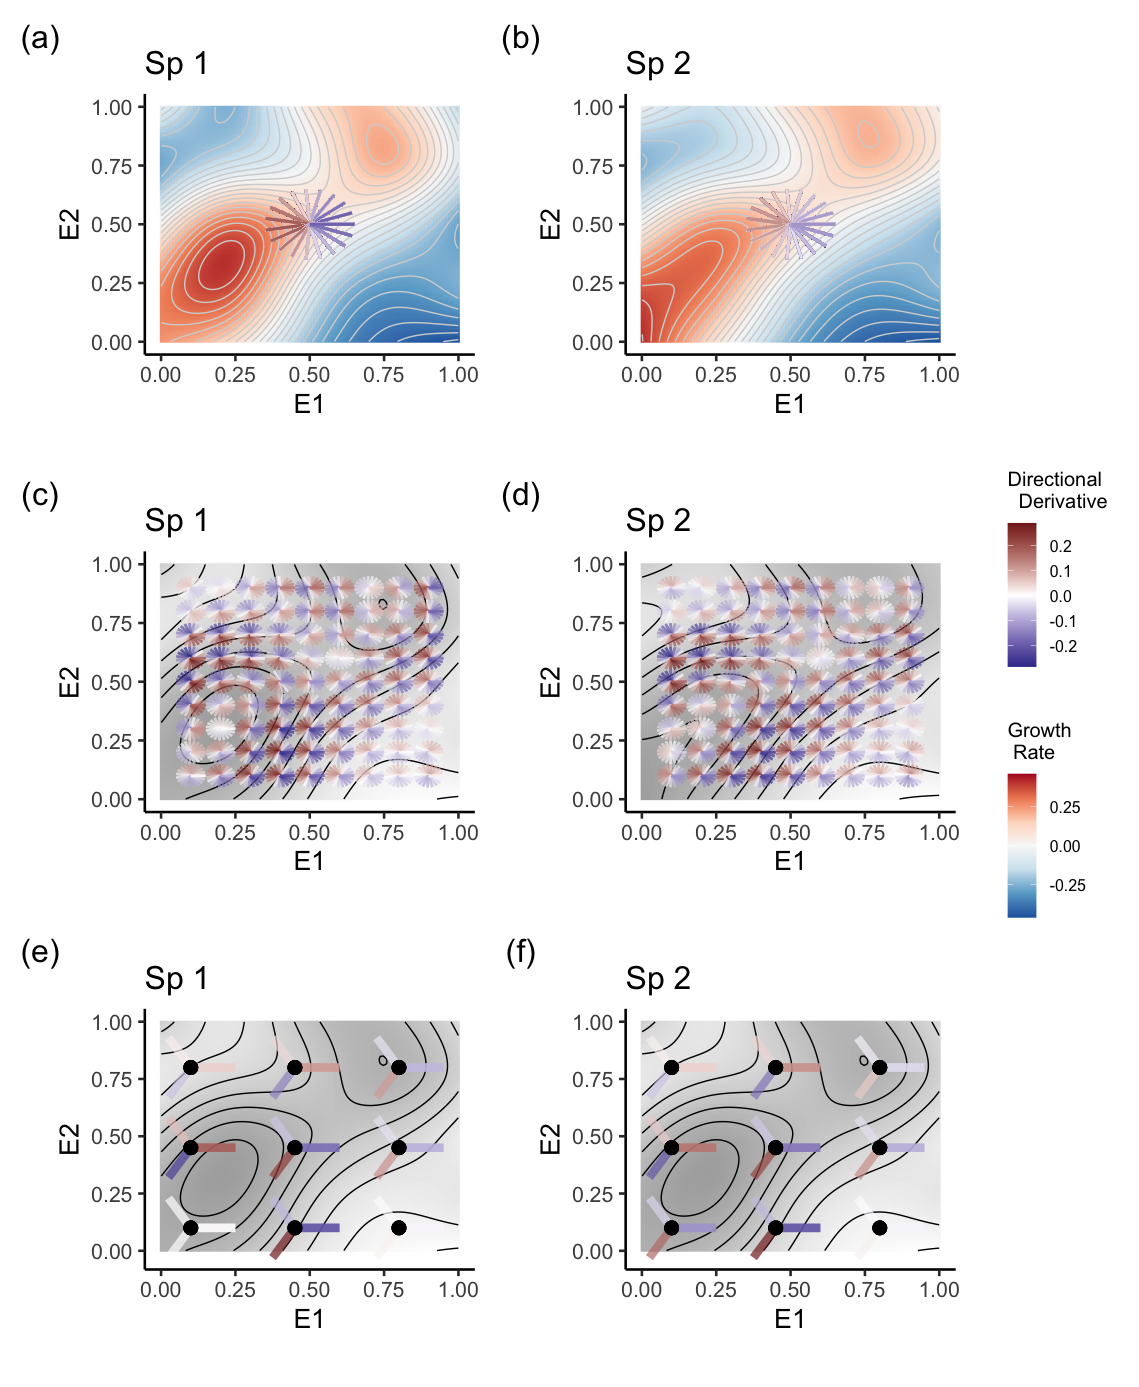 (a)
(b)
Sp 1
Sp 2
1.00
0.75
0.50
0.25
0.00
E2
0.00 0.25 0.50 0.75 1.00
E1
1.00
0.75
0.50
0.25
0.00
E2
0.00 0.25 0.50 0.75 1.00
E1
(c)
(d)
Sp 1
Sp 2
1.00
0.75
0.50
0.25
0.00
E2
0.00 0.25 0.50 0.75 1.00
E1
1.00
0.75
0.50
0.25
0.00
E2
0.00 0.25 0.50 0.75 1.00
E1
Directional
Derivative
0.2
0.1
0.0
-0.1
-0.2
Growth
Rate
0.25
0.00
-0.25
(e)
(f)
Sp 1
Sp 2
1.00
0.75
0.50
0.25
0.00
E2
0.00 0.25 0.50 0.75 1.00
E1
1.00
0.75
0.50
0.25
0.00
E2
0.00 0.25 0.50 0.75 1.00
E1